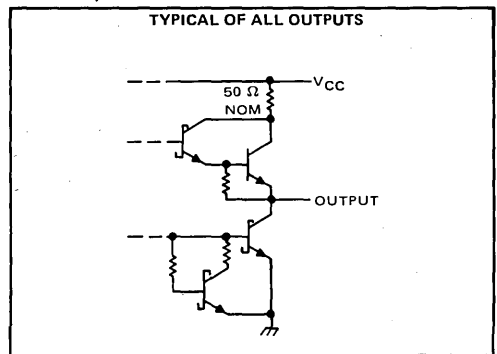 TYPICAL OF ALL OUTPUTS
VCC
50 Ω
NOM
OUTPUT